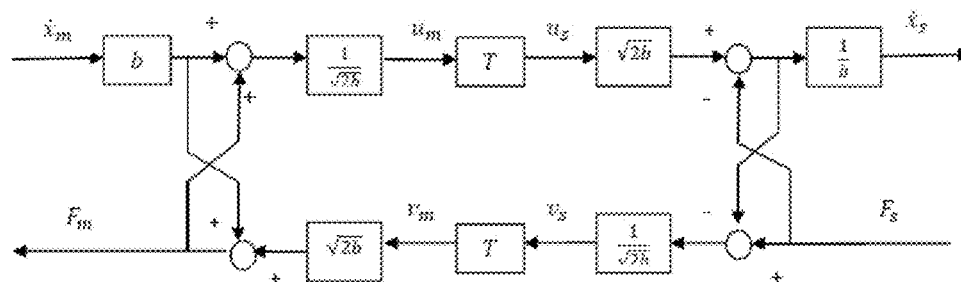 ẋₘ
b
+
+
1/√2b
uₘ
T
uₛ
√2b
+
-
1/b
ẋₛ
Fₘ
+
+
√2b
vₘ
T
vₛ
1/√2b
-
+
Fₛ